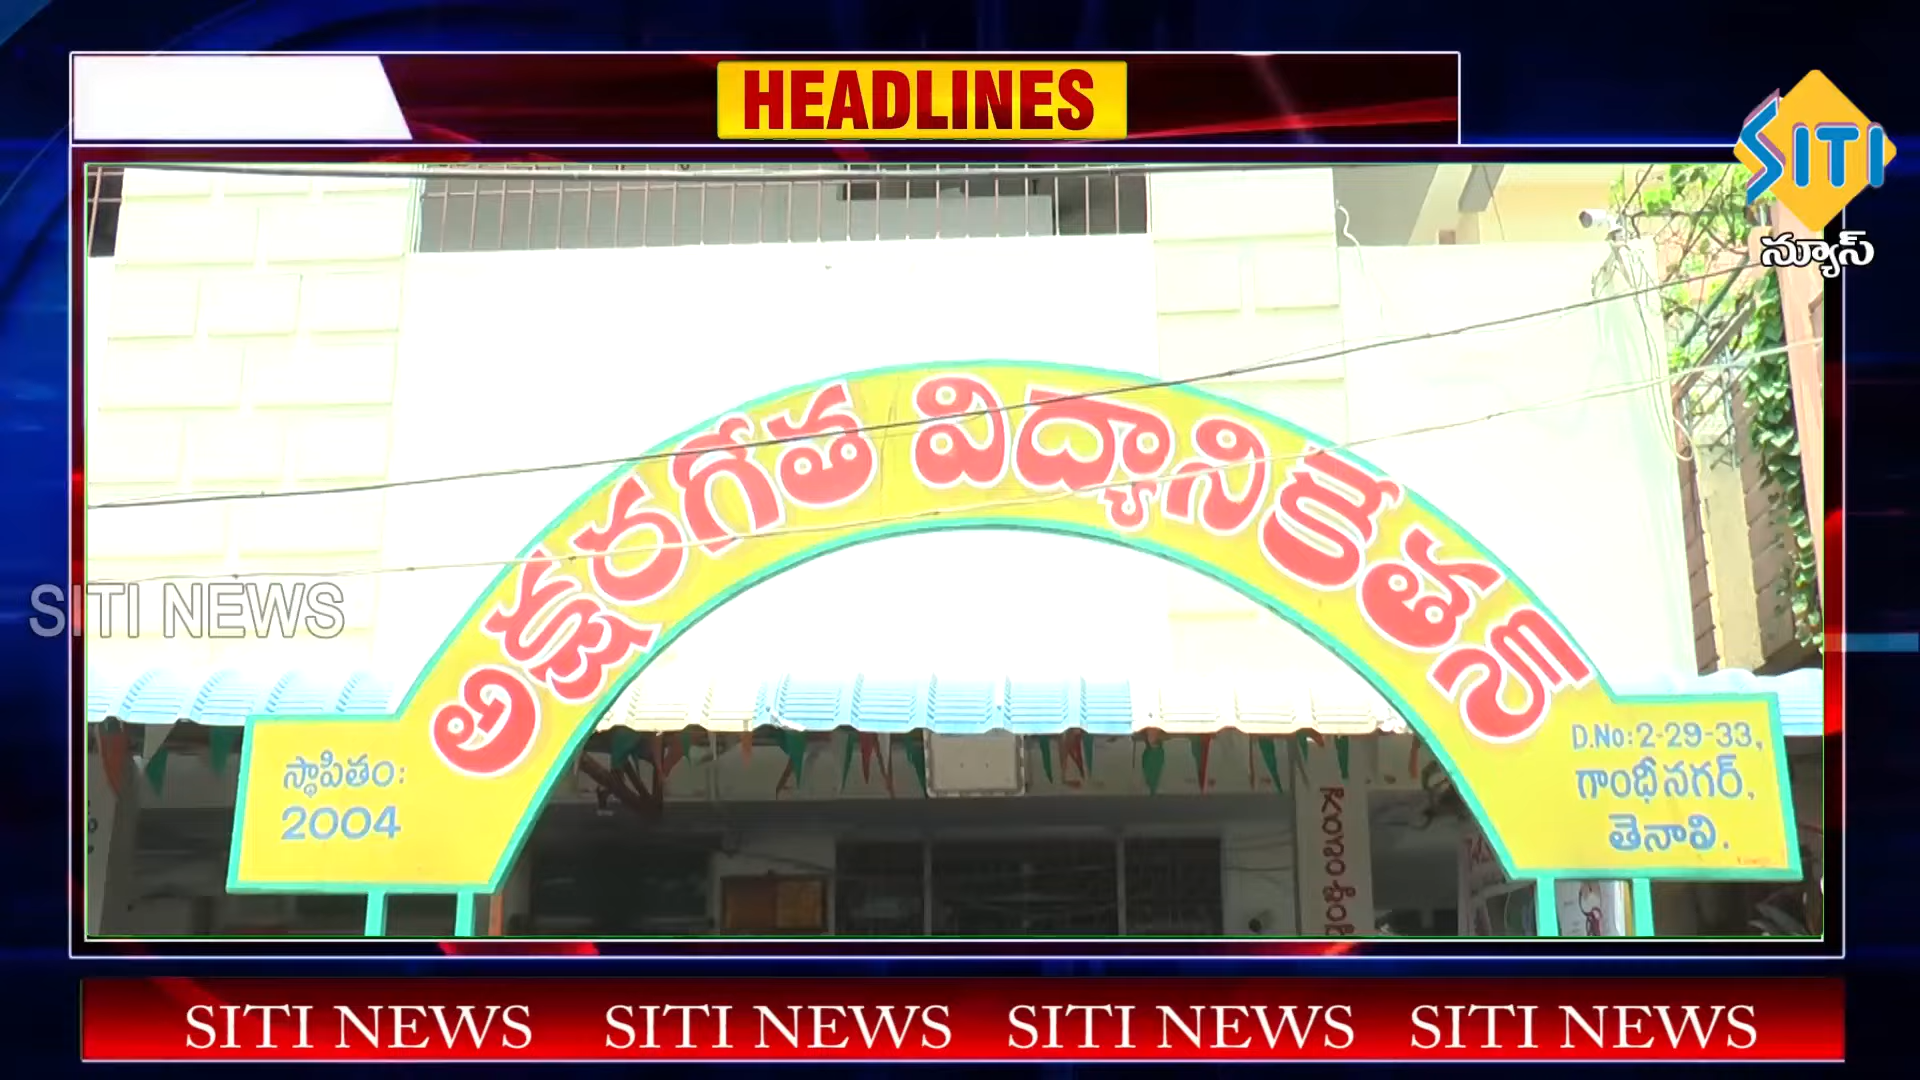 HEADLINES
SITI
న్యూస్
అక్షరగీత విద్యానికేతన్
SITI NEWS
స్థాపితం:
2004
D.No:2-29-33,
గాంధీనగర్,
తెనాలి.
SITI NEWS SITI NEWS SITI NEWS SITI NEWS